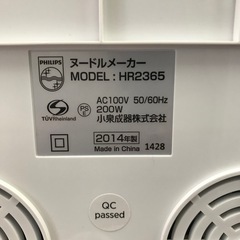 PHILIPS
ヌードルメーカー
MODEL: HR2365
TÜVRheinland
PS E
AC100V 50/60Hz
200W
小泉成器株式会社
2014年製
Made in China 1428
QC
passed